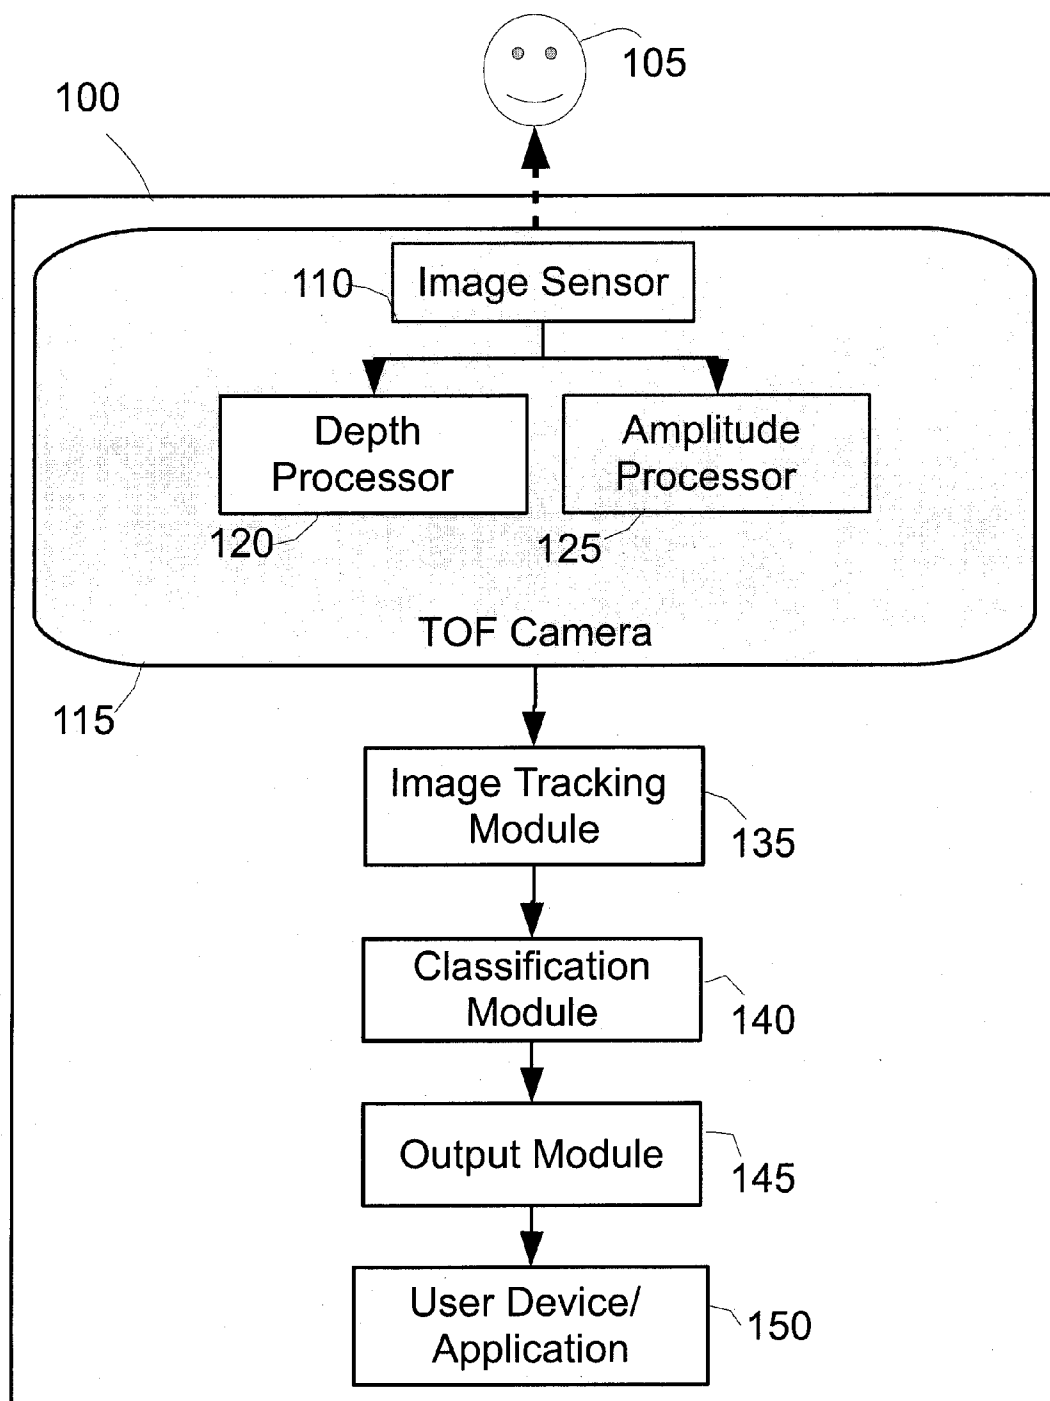 105
100
110
Image Sensor
Depth
Processor
120
Amplitude
Processor
125
TOF Camera
115
Image Tracking
Module
135
Classification
Module
140
Output Module
145
User Device/
Application
150